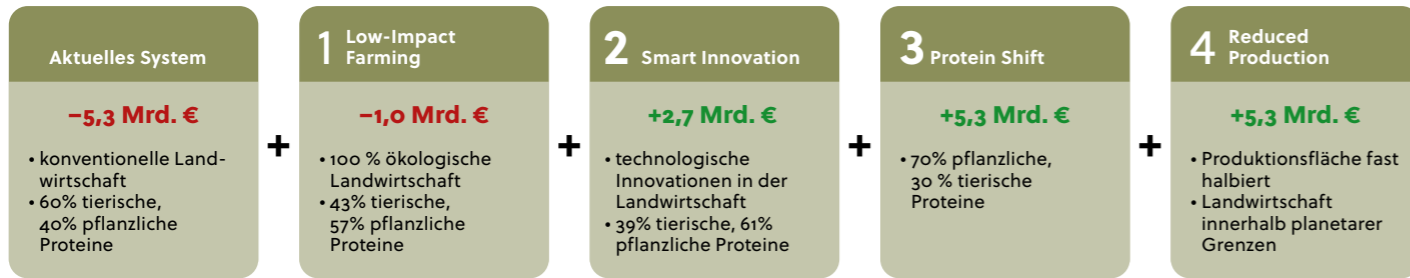 Aktuelles System
–5,3 Mrd. €
• konventionelle Land-
wirtschaft
• 60% tierische,
40% pflanzliche
Proteine
+
1 Low-Impact
Farming
–1,0 Mrd. €
• 100 % ökologische
Landwirtschaft
• 43% tierische,
57% pflanzliche
Proteine
+
2 Smart Innovation
+2,7 Mrd. €
• technologische
Innovationen in der
Landwirtschaft
• 39% tierische, 61%
pflanzliche Proteine
+
3 Protein Shift
+5,3 Mrd. €
• 70% pflanzliche,
30 % tierische
Proteine
+
4 Reduced
Production
+5,3 Mrd. €
• Produktionsfläche fast
halbiert
• Landwirtschaft
innerhalb planetarer
Grenzen